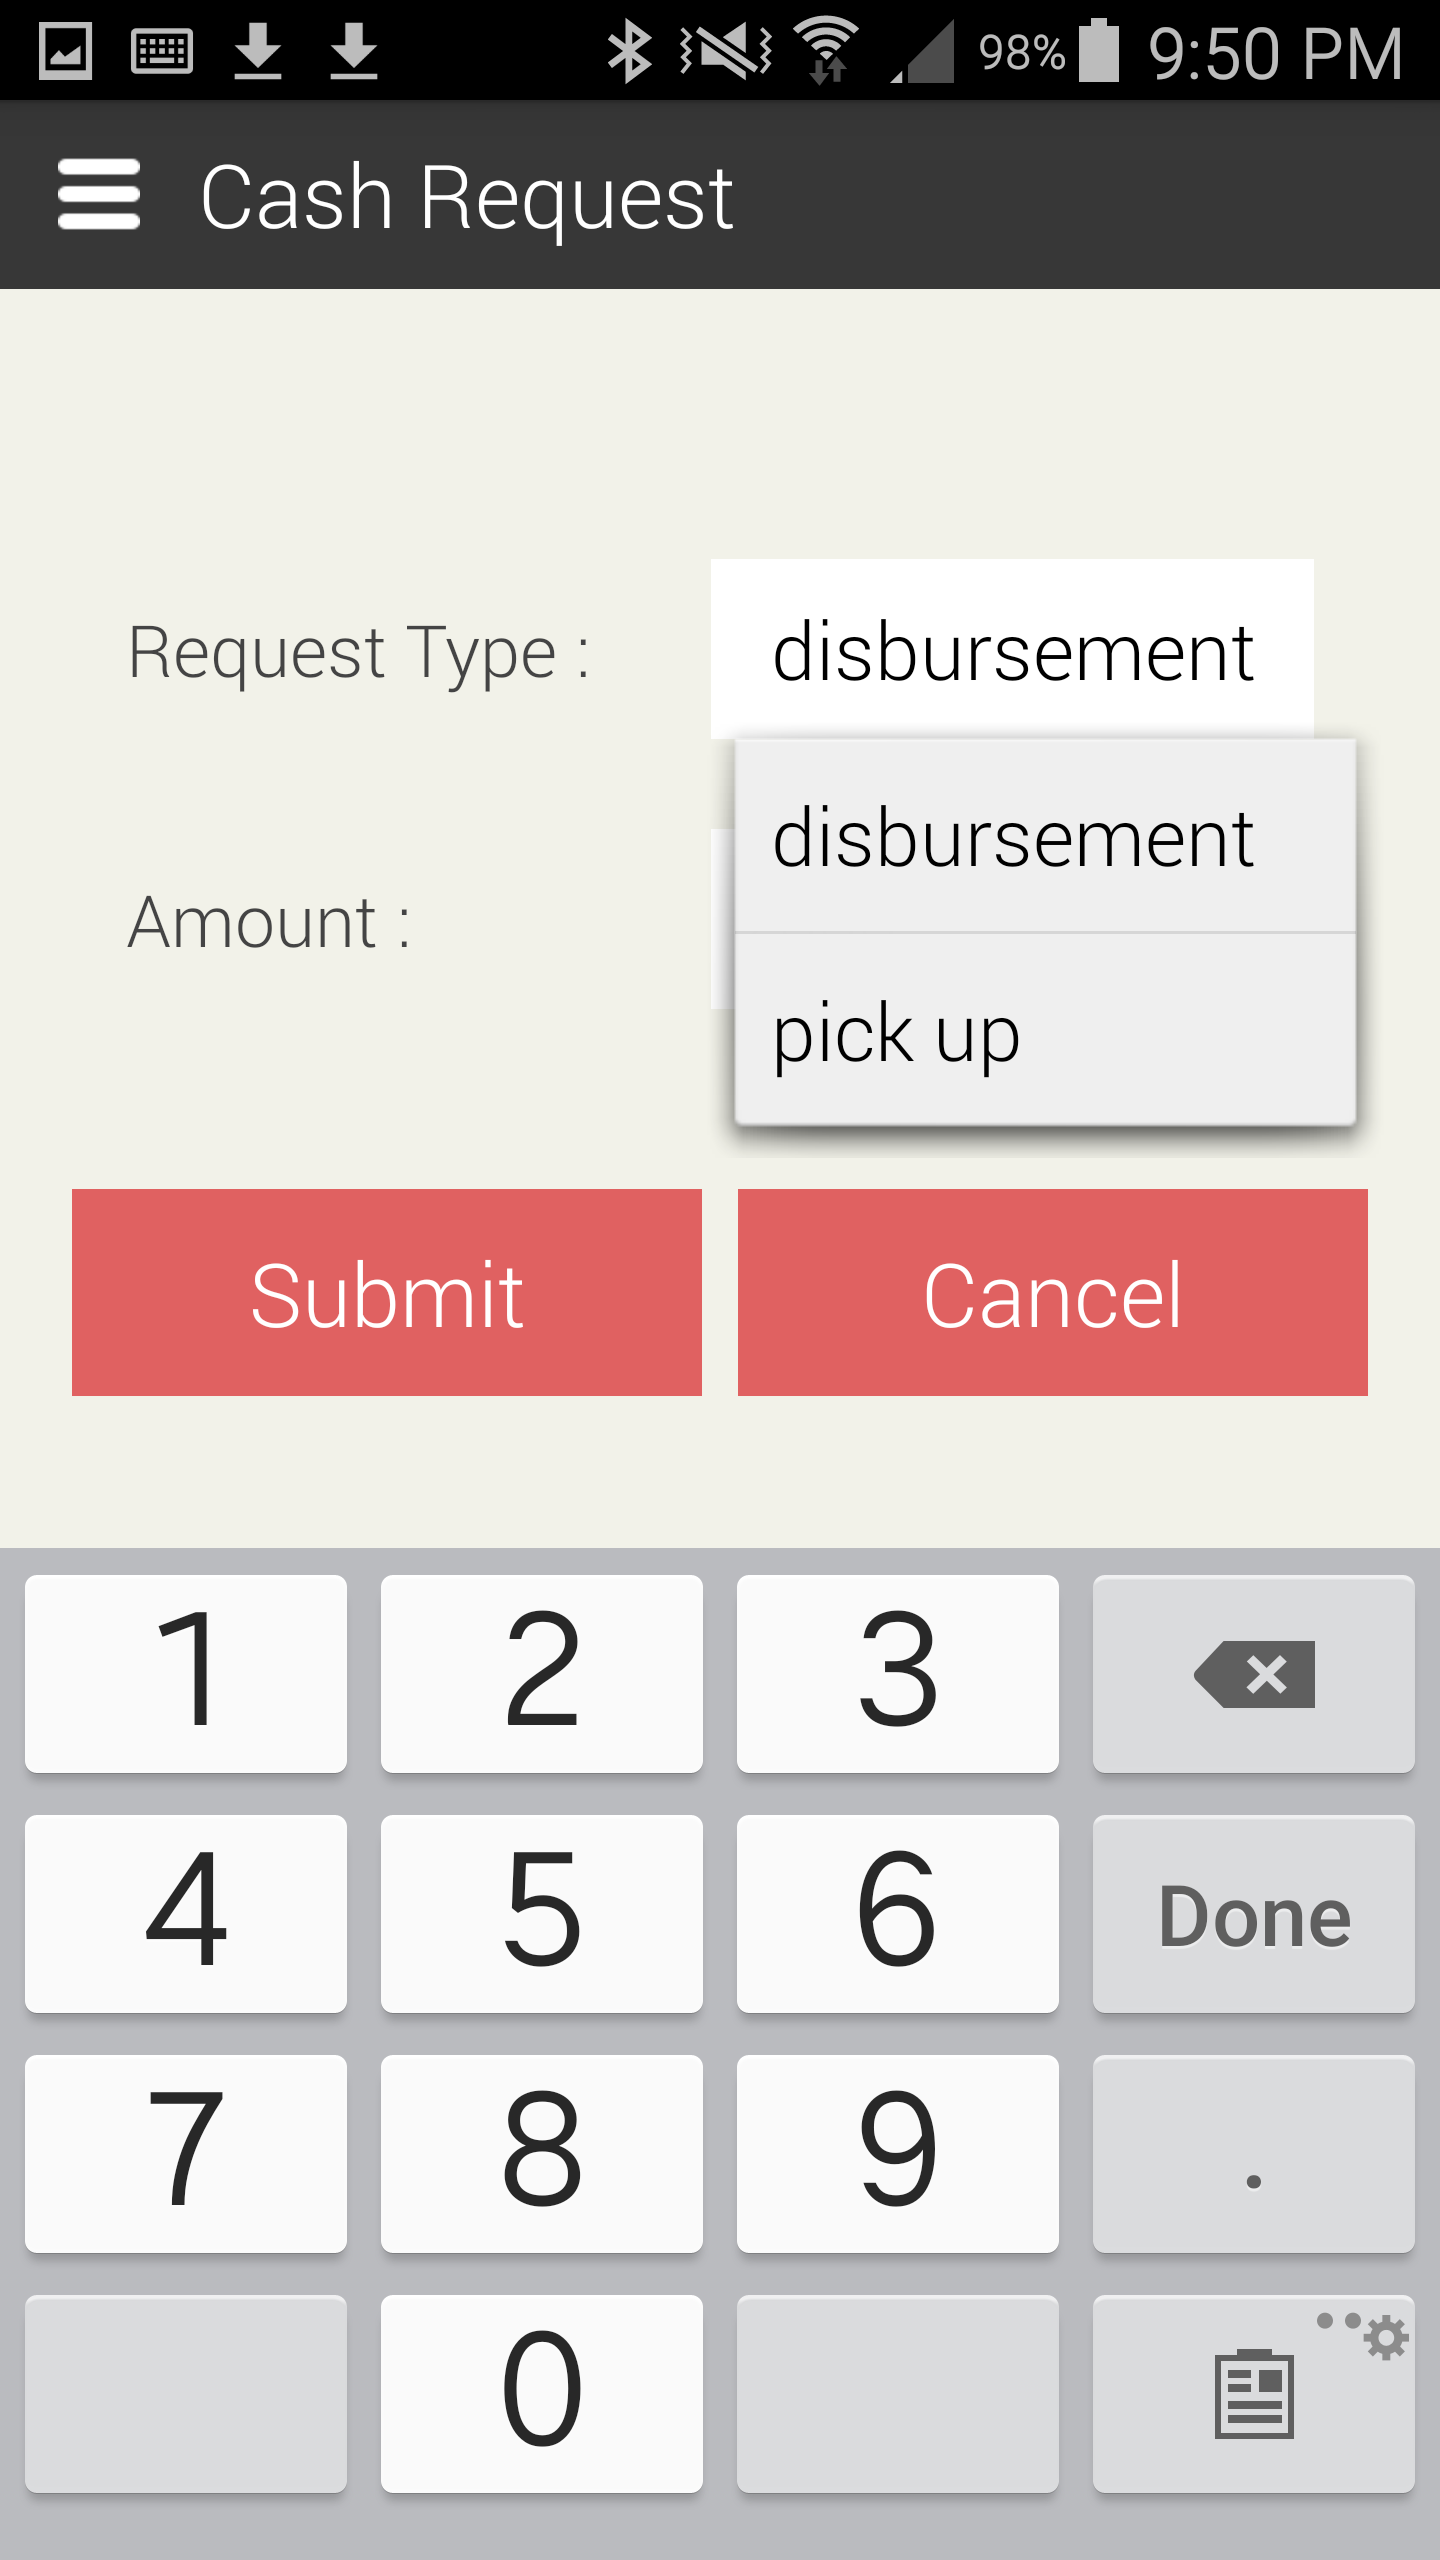 98% 9:50 PM
Cash Request
Request Type : disbursement
disbursement
Amount :
pick up
Submit Cancel
1 2 3
4 5 6 Done
7 8 9 .
0